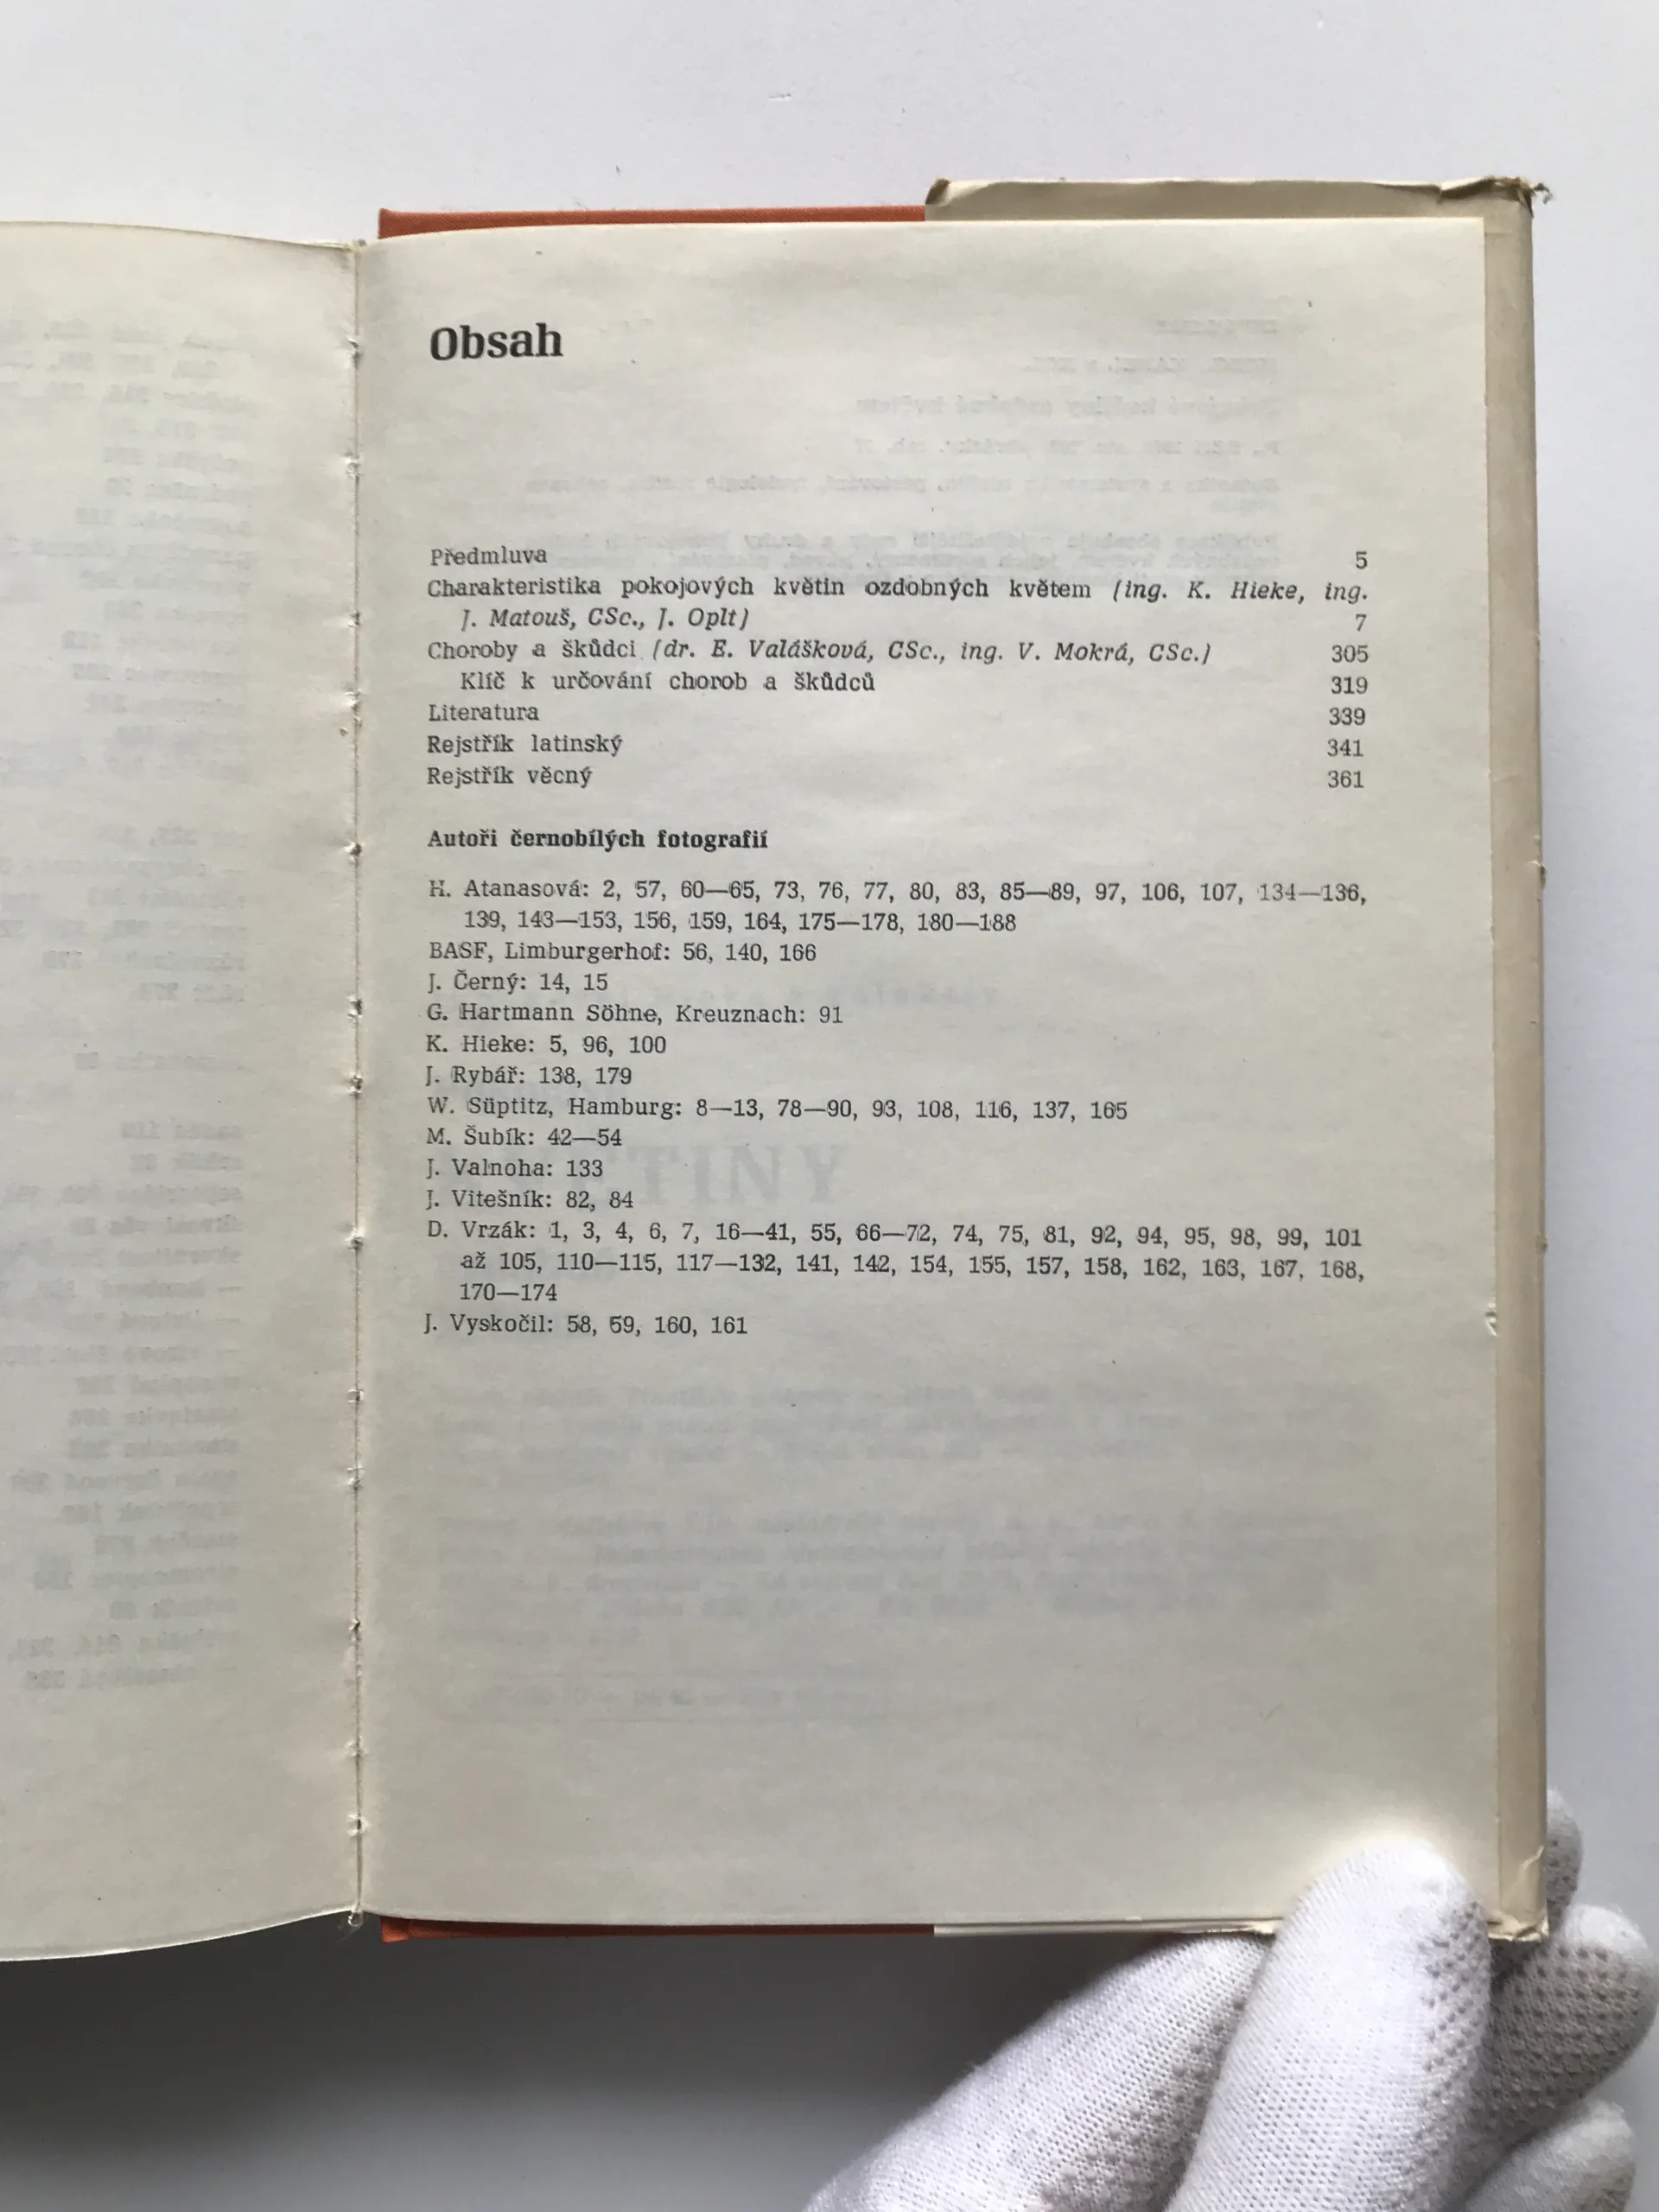 Obsah
Předmluva 5
Charakteristika pokojových květin ozdobných květem (ing. K. Hieke, ing.
J. Matouš, CSc., J. Oplt) 7
Choroby a škůdci (dr. E. Valášková, CSc., ing. V. Mokrá, CSc.) 305
Klíč k určování chorob a škůdců 319
Literatura 339
Rejstřík latinský 341
Rejstřík věcný 361
Autoři černobílých fotografií
H. Atanasová: 2, 57, 60—65, 73, 76, 77, 80, 83, 85—89, 97, 106, 107, 134—136,
139, 143—153, 156, 159, 164, 175—178, 180—188
BASF, Limburgerhof: 56, 140, 166
J. Černý: 14, 15
G. Hartmann Söhne, Kreuznach: 91
K. Hieke: 5, 96, 100
J. Rybář: 138, 179
W. Süptitz, Hamburg: 8—13, 78—90, 93, 108, 116, 137, 165
M. Šubík: 42—54
J. Valnoha: 133
J. Vitešník: 82, 84
D. Vrzák: 1, 3, 4, 6, 7, 16—41, 55, 66—72, 74, 75, 81, 92, 94, 95, 98, 99, 101
až 105, 110—115, 117—132, 141, 142, 154, 155, 157, 158, 162, 163, 167, 168,
170—174
J. Vyskočil: 58, 59, 160, 161